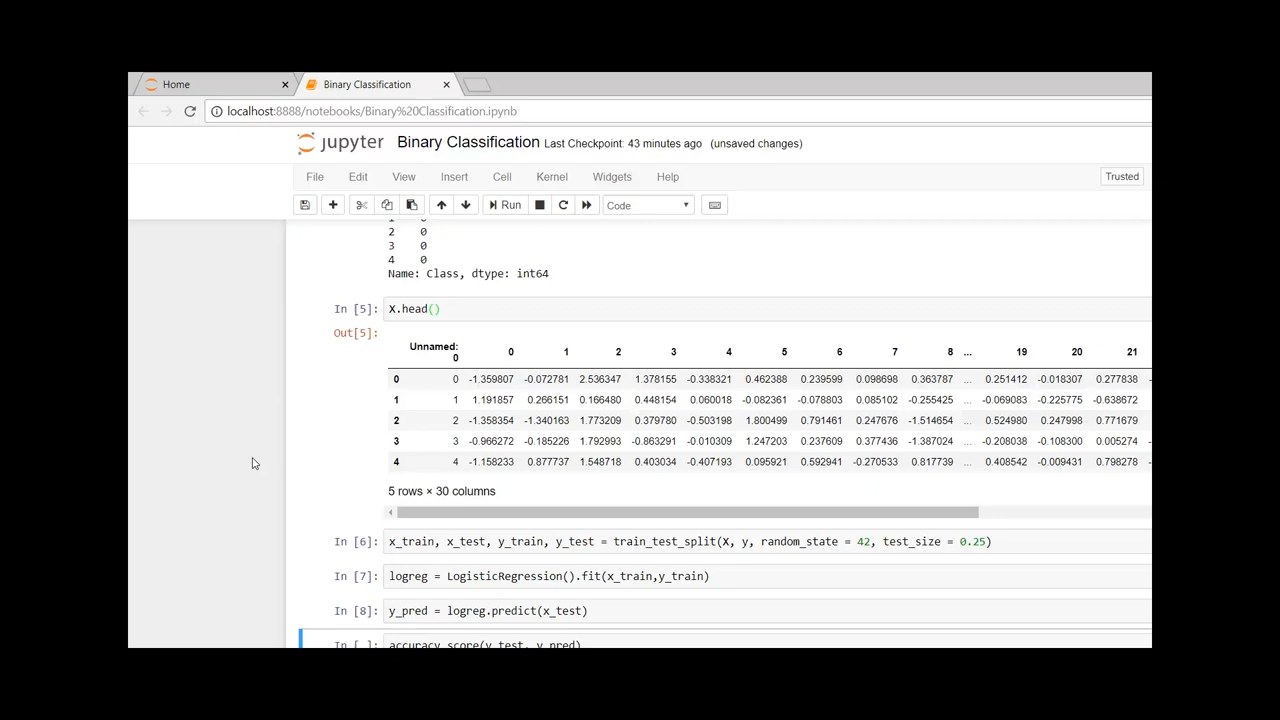 Home
Binary Classification
localhost:8888/notebooks/Binary%20Classification.ipynb
jupyter Binary Classification Last Checkpoint: 43 minutes ago (unsaved changes)
File Edit View Insert Cell Kernel Widgets Help
Trusted
Run Code
2 0
3 0
4 0
Name: Class, dtype: int64
In [5]: X.head()
Out[5]:
Unnamed: 0 0 1 2 3 4 5 6 7 8 ... 19 20 21
0 0 -1.359807 -0.072781 2.536347 1.378155 -0.338321 0.462388 0.239599 0.098698 0.363787 ... 0.251412 -0.018307 0.277838
1 1 1.191857 0.266151 0.166480 0.448154 0.060018 -0.082361 -0.078803 0.085102 -0.255425 ... -0.069083 -0.225775 -0.638672
2 2 -1.358354 -1.340163 1.773209 0.379780 -0.503198 1.800499 0.791461 0.247676 -1.514654 ... 0.524980 0.247998 0.771679
3 3 -0.966272 -0.185226 1.792993 -0.863291 -0.010309 1.247203 0.237609 0.377436 -1.387024 ... -0.208038 -0.108300 0.005274
4 4 -1.158233 0.877737 1.548718 0.403034 -0.407193 0.095921 0.592941 -0.270533 0.817739 ... 0.408542 -0.009431 0.798278
5 rows × 30 columns
In [6]: x_train, x_test, y_train, y_test = train_test_split(X, y, random_state = 42, test_size = 0.25)
In [7]: logreg = LogisticRegression().fit(x_train,y_train)
In [8]: y_pred = logreg.predict(x_test)
In [ ]: accuracy_score(y_test, y_pred)